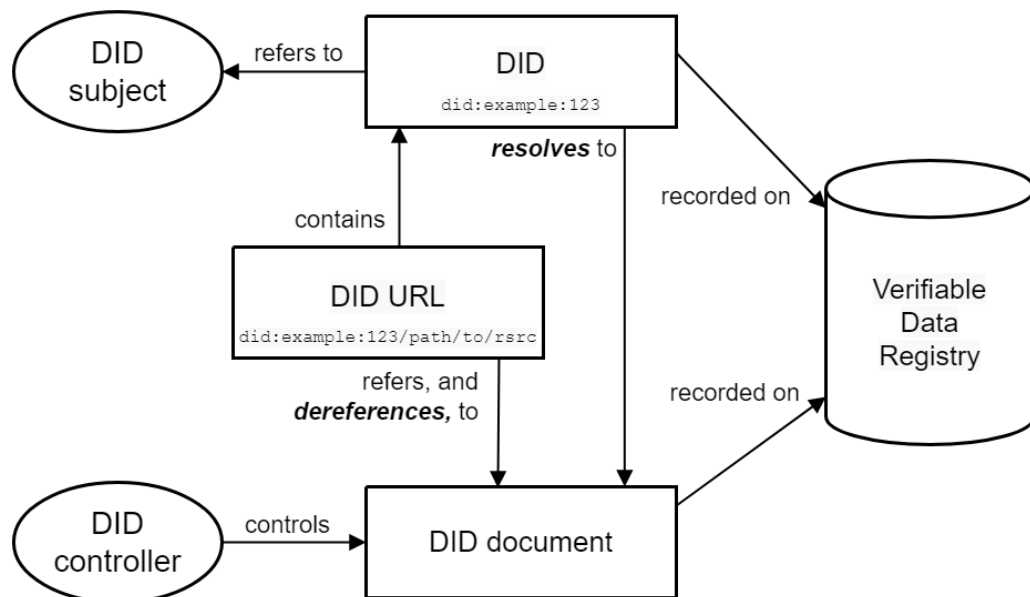 DID
subject
refers to
DID
did:example:123
resolves to
recorded on
contains
DID URL
did:example:123/path/to/rsrc
Verifiable
Data
Registry
refers, and
dereferences, to
recorded on
DID
controller
controls
DID document